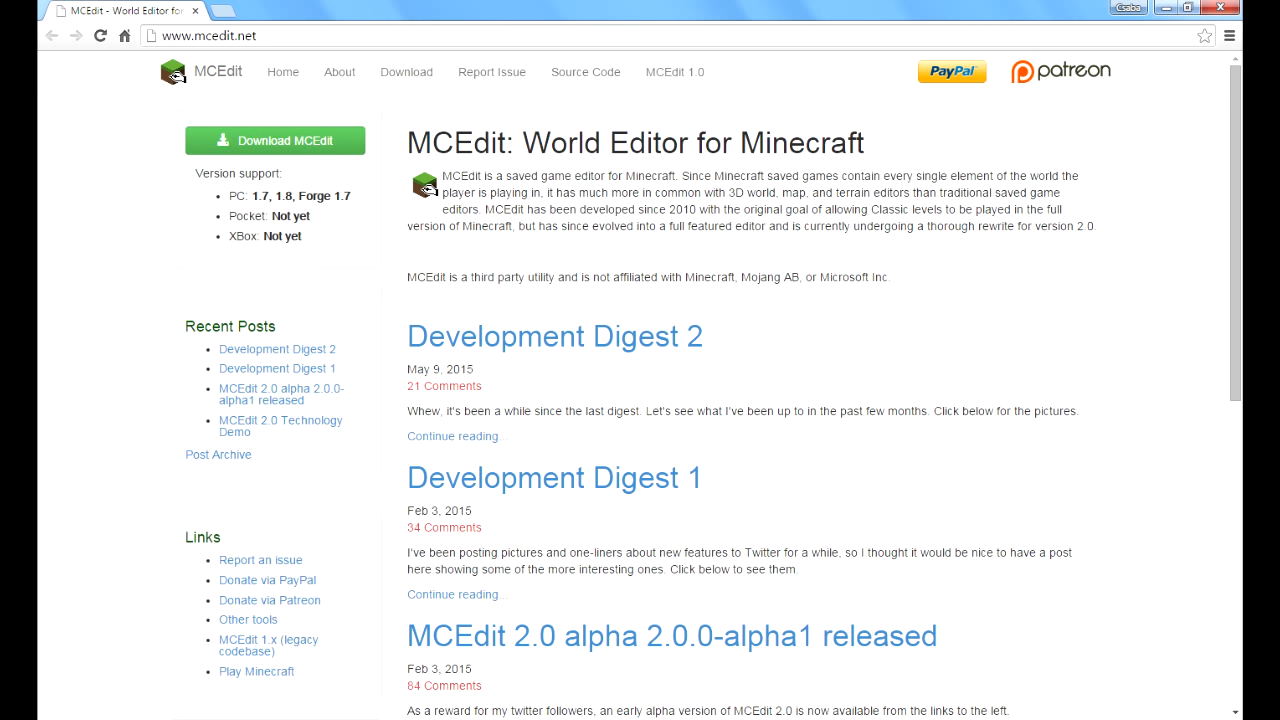 MCEdit - World Editor for
Csaba
www.mcedit.net
MCEdit Home About Download Report Issue Source Code MCEdit 1.0
PayPal patreon
Download MCEdit
Version support:
PC: 1.7, 1.8, Forge 1.7
Pocket: Not yet
XBox: Not yet
Recent Posts
Development Digest 2
Development Digest 1
MCEdit 2.0 alpha 2.0.0-
alpha1 released
MCEdit 2.0 Technology
Demo
Post Archive
Links
Report an issue
Donate via PayPal
Donate via Patreon
Other tools
MCEdit 1.x (legacy
codebase)
Play Minecraft
MCEdit: World Editor for Minecraft
MCEdit is a saved game editor for Minecraft. Since Minecraft saved games contain every single element of the world the
player is playing in, it has much more in common with 3D world, map, and terrain editors than traditional saved game
editors. MCEdit has been developed since 2010 with the original goal of allowing Classic levels to be played in the full
version of Minecraft, but has since evolved into a full featured editor and is currently undergoing a thorough rewrite for version 2.0.
MCEdit is a third party utility and is not affiliated with Minecraft, Mojang AB, or Microsoft Inc.
Development Digest 2
May 9, 2015
21 Comments
Whew, it's been a while since the last digest. Let's see what I've been up to in the past few months. Click below for the pictures.
Continue reading...
Development Digest 1
Feb 3, 2015
34 Comments
I've been posting pictures and one-liners about new features to Twitter for a while, so I thought it would be nice to have a post
here showing some of the more interesting ones. Click below to see them
Continue reading...
MCEdit 2.0 alpha 2.0.0-alpha1 released
Feb 3, 2015
84 Comments
As a reward for my twitter followers, an early alpha version of MCEdit 2.0 is now available from the links to the left.